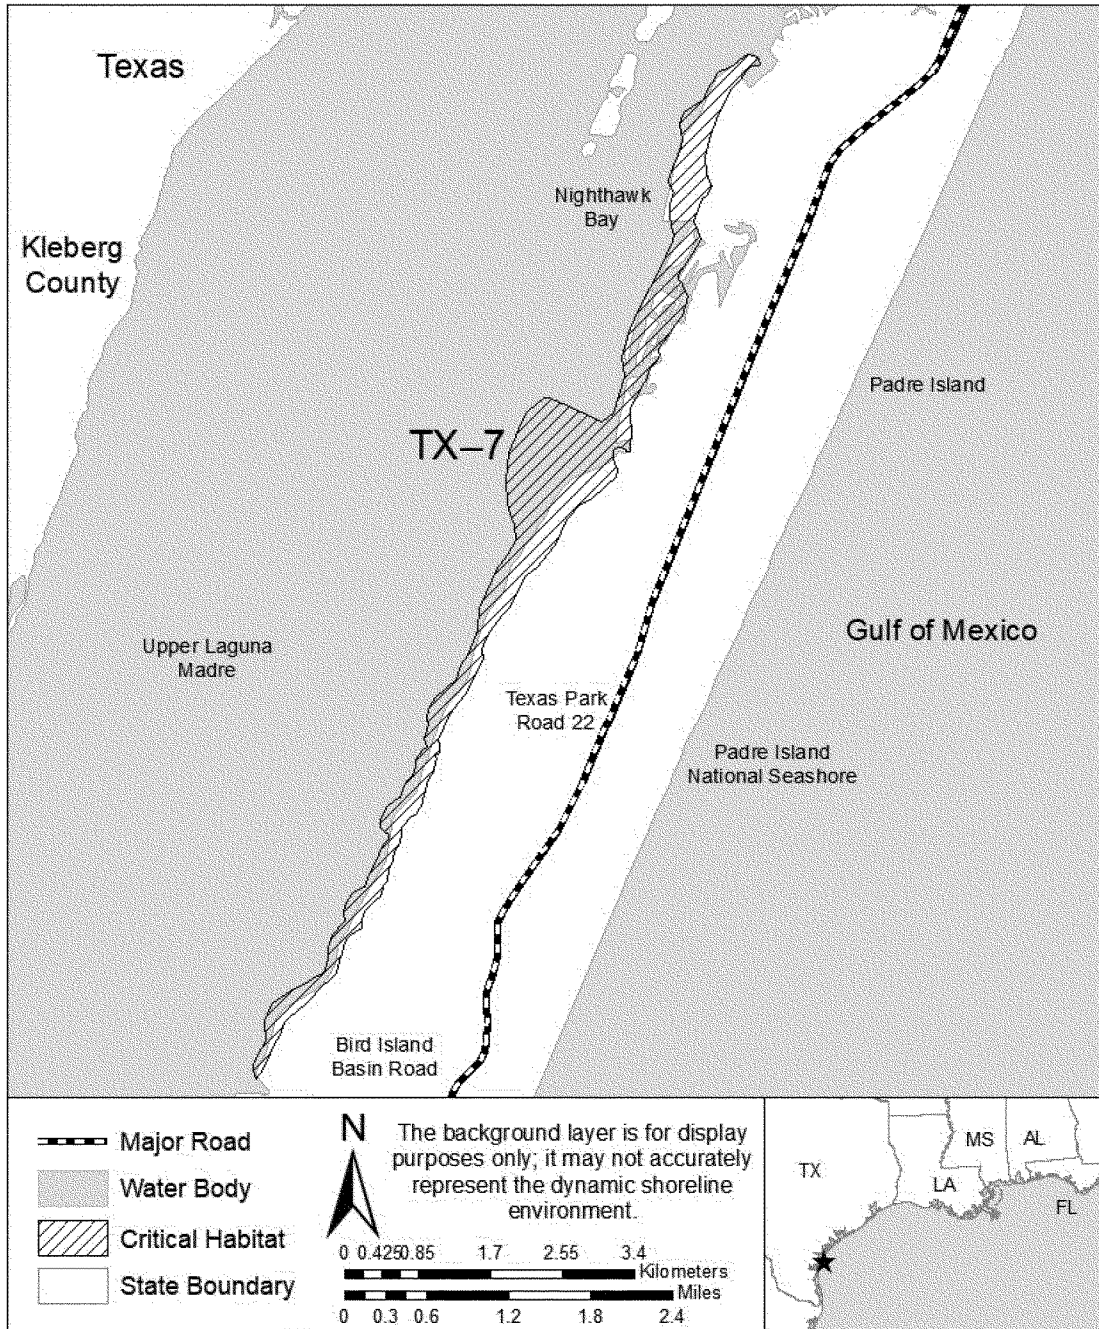 Texas
Nighthawk
Bay
Kleberg
County
Padre Island
TX–7
Gulf of Mexico
Upper Laguna
Madre
Texas Park
Road 22
Padre Island
National Seashore
Bird Island
Basin Road
Major Road
Water Body
Critical Habitat
State Boundary
N
The background layer is for display
purposes only; it may not accurately
represent the dynamic shoreline
environment.
0 0.425 0.85 1.7 2.55 3.4
Kilometers
Miles
0 0.3 0.6 1.2 1.8 2.4
TX
LA
MS
AL
FL